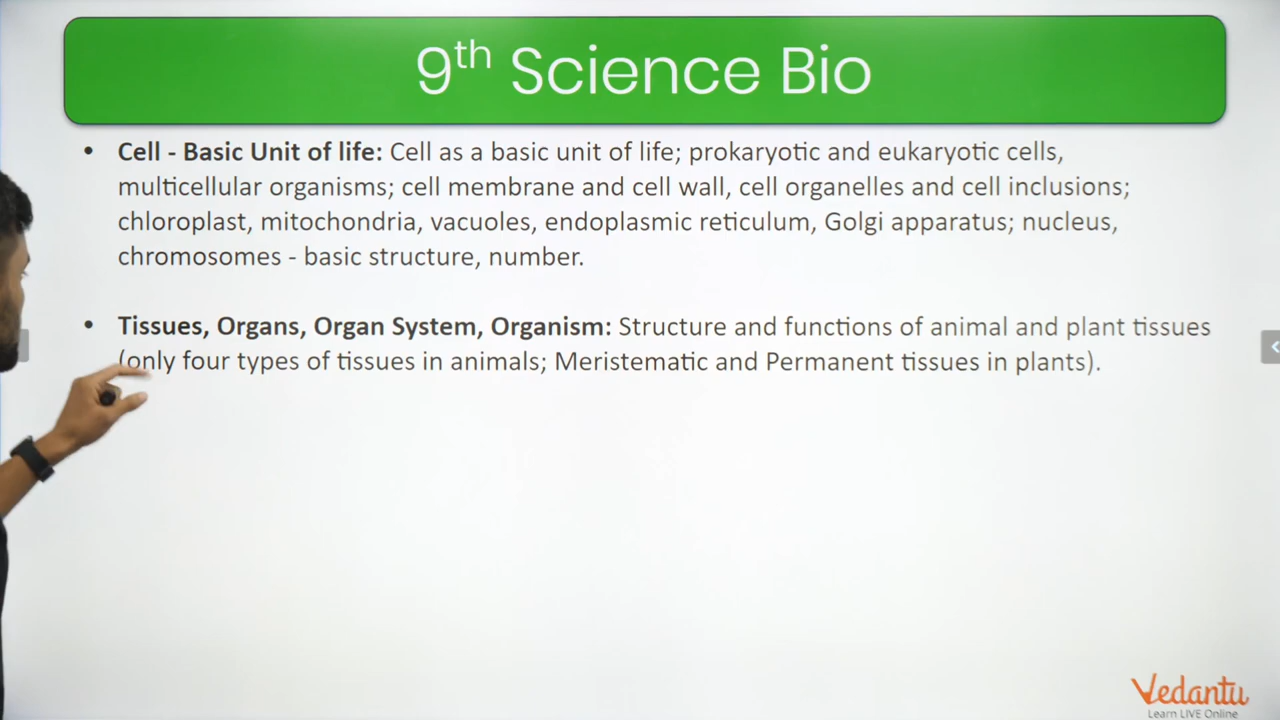 9th Science Bio
• Cell - Basic Unit of life: Cell as a basic unit of life; prokaryotic and eukaryotic cells,
multicellular organisms; cell membrane and cell wall, cell organelles and cell inclusions;
chloroplast, mitochondria, vacuoles, endoplasmic reticulum, Golgi apparatus; nucleus,
chromosomes - basic structure, number.
• Tissues, Organs, Organ System, Organism: Structure and functions of animal and plant tissues
(only four types of tissues in animals; Meristematic and Permanent tissues in plants).
Vedantu
Learn LIVE Online